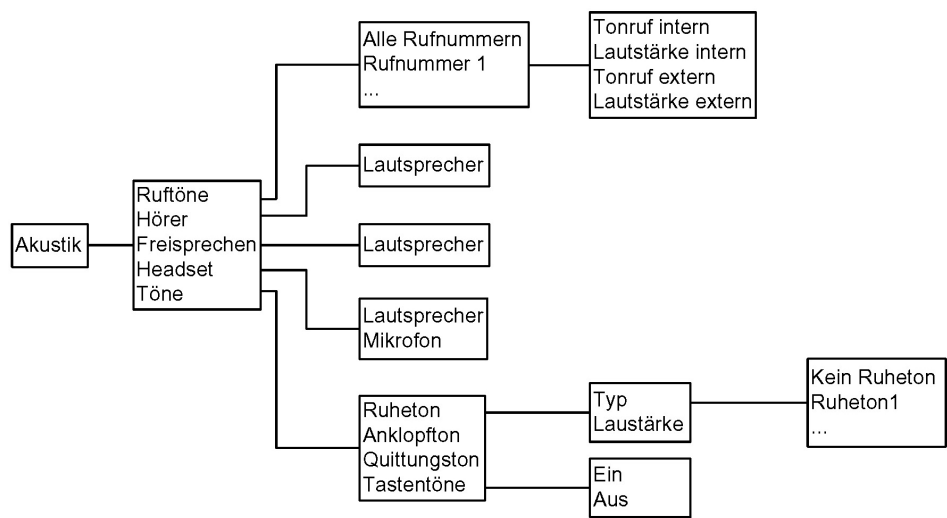 Akustik
Ruftöne
Hörer
Freisprechen
Headset
Töne
Alle Rufnummern
Rufnummer 1
...
Tonruf intern
Lautstärke intern
Tonruf extern
Lautstärke extern
Lautsprecher
Lautsprecher
Lautsprecher
Mikrofon
Ruheton
Anklopfton
Quittungston
Tastentöne
Typ
Laustärke
Kein Ruheton
Ruheton1
...
Ein
Aus